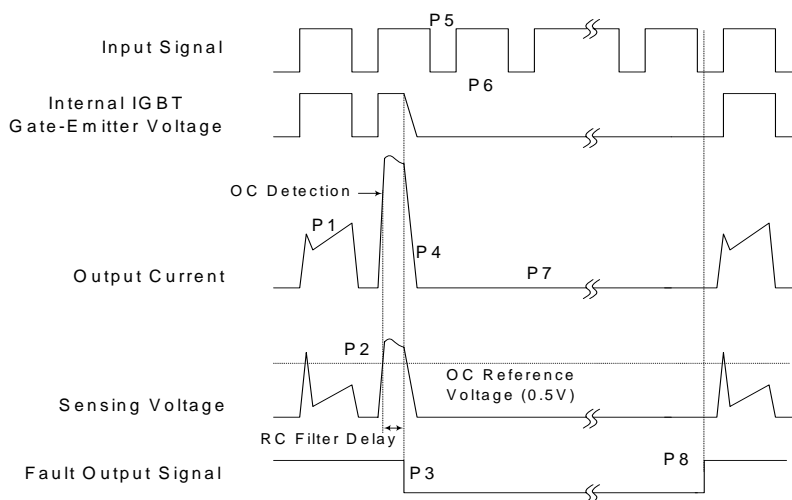 P5
Input Signal
P6
Internal IGBT
Gate-Emitter Voltage
OC Detection
P1
P4
Output Current
P7
P2
OC Reference
Voltage (0.5V)
Sensing Voltage
RC Filter Delay
Fault Output Signal
P3
P8